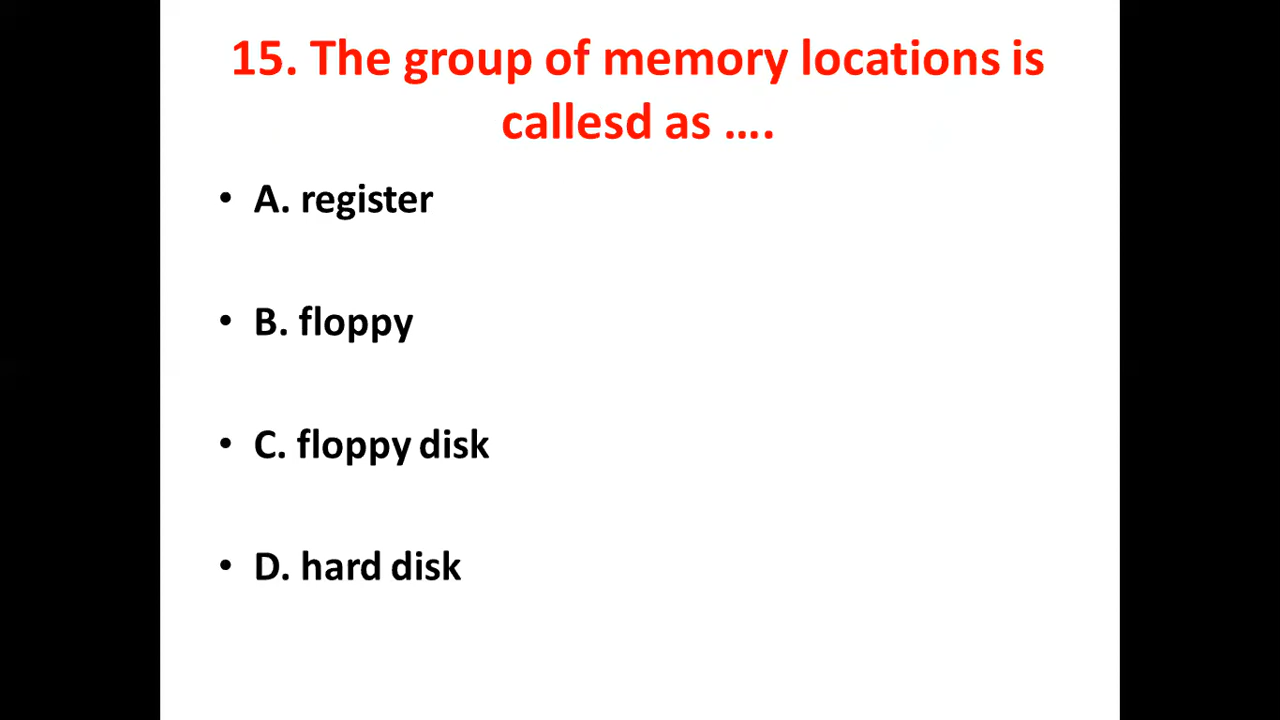 15. The group of memory locations is
callesd as ....
• A. register
• B. floppy
• C. floppy disk
• D. hard disk